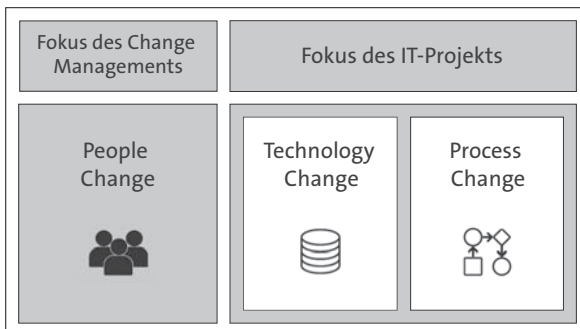 Fokus des Change
Managements
Fokus des IT-Projekts
People
Change
Technology
Change
Process
Change